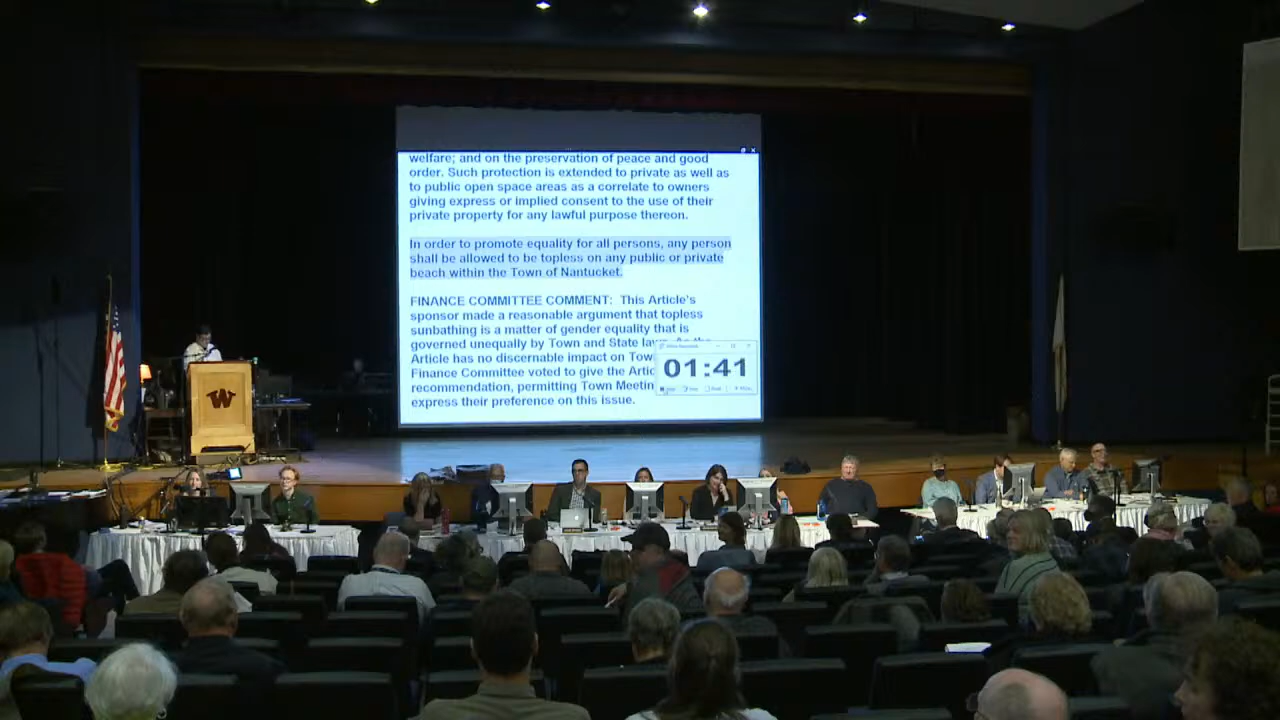 welfare; and on the preservation of peace and good
order. Such protection is extended to private as well as
to public open space areas as a correlate to owners
giving express or implied consent to the use of their
private property for any lawful purpose thereon.
In order to promote equality for all persons, any person
shall be allowed to be topless on any public or private
beach within the Town of Nantucket.
FINANCE COMMITTEE COMMENT: This Article's
sponsor made a reasonable argument that topless
sunbathing is a matter of gender equality that is
governed unequally by Town and State
Article has no discernable impact on
Finance Committee voted to give the
recommendation, permitting Town
express their preference on this issue.
01:41
W